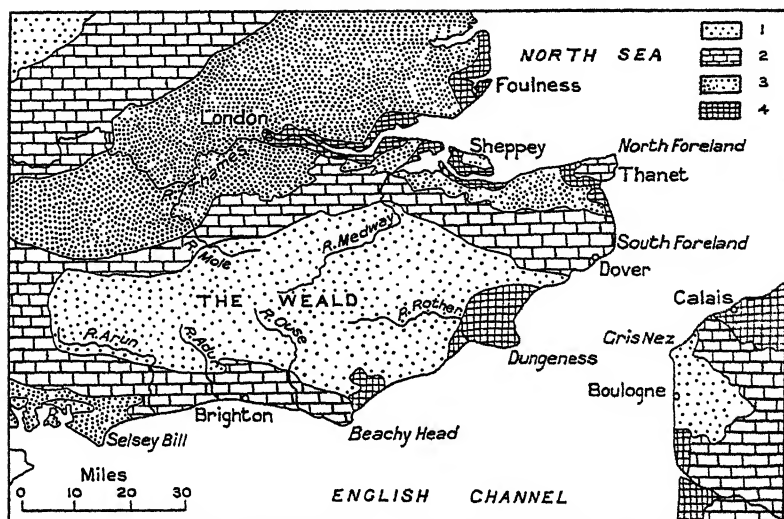 1
NORTH SEA
2
3
4
Foulness
London
Sheppey
North Foreland
Thames
Thanet
R. Medway
South Foreland
R. Mole
Dover
THE WEALD
Calais
R. Rother
R. Arun
R. Adur
R. Ouse
Gris Nez
Dungeness
Boulogne
Brighton
Selsey Bill
Beachy Head
Miles
0 10 20 30
ENGLISH CHANNEL